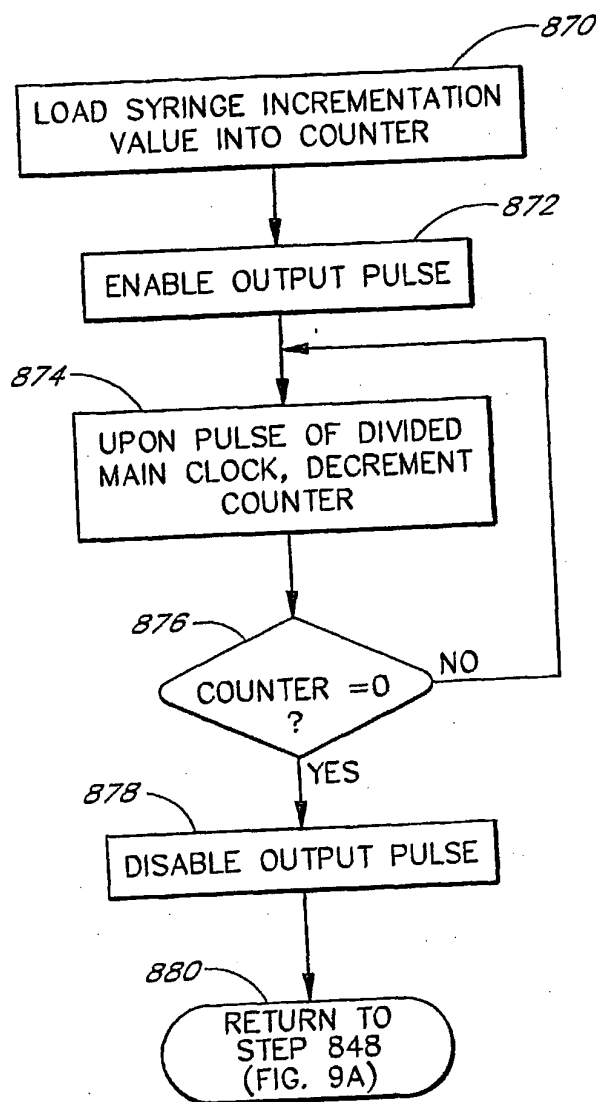 870
LOAD SYRINGE INCREMENTATION
VALUE INTO COUNTER
872
ENABLE OUTPUT PULSE
874
UPON PULSE OF DIVIDED
MAIN CLOCK, DECREMENT
COUNTER
876
COUNTER =0
?
NO
YES
878
DISABLE OUTPUT PULSE
880
RETURN TO
STEP 848
(FIG. 9A)